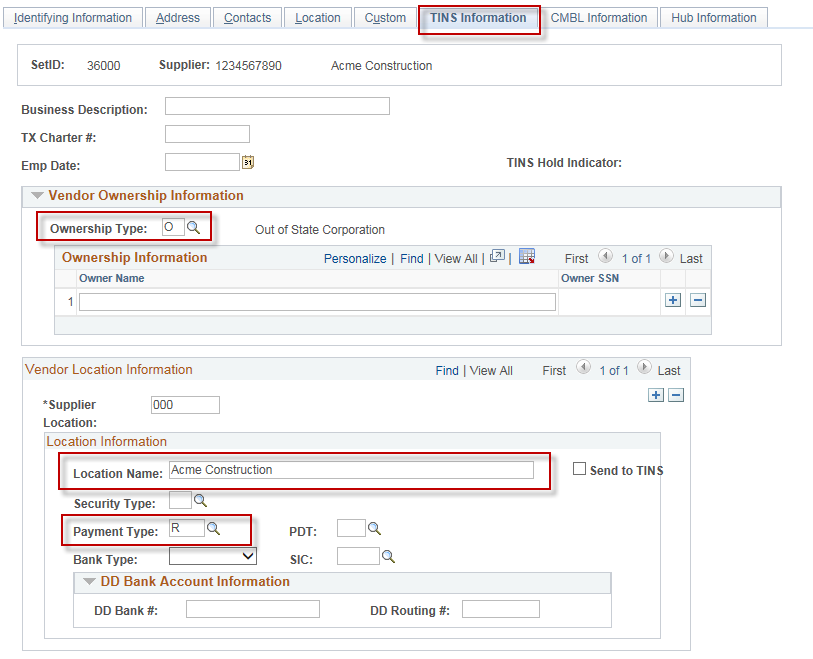 Identifying Information Address Contacts Location Custom TINS Information CMBL Information Hub Information
SetID: 36000 Supplier: 1234567890 Acme Construction
Business Description:
TX Charter #:
Emp Date: 31 TINS Hold Indicator:
Vendor Ownership Information
Ownership Type: O Out of State Corporation
Ownership Information Personalize | Find | View All | | First 1 of 1 Last
Owner Name Owner SSN
1
Vendor Location Information Find | View All First 1 of 1 Last
*Supplier 000
Location:
Location Information
Location Name: Acme Construction Send to TINS
Security Type:
Payment Type: R PDT:
Bank Type: SIC:
DD Bank Account Information
DD Bank #: DD Routing #: